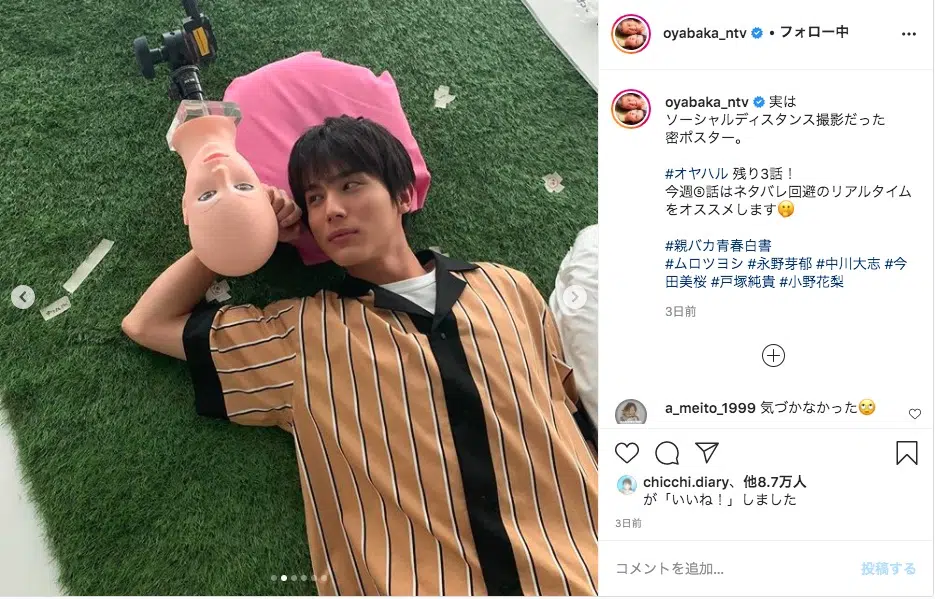 oyabaka_ntv • フォロー中
oyabaka_ntv 実は
ソーシャルディスタンス撮影だった
密ポスター。
#オヤハル 残り3話！
今週⑤話はネタバレ回避のリアルタイム
をオススメします🤭
#親バカ青春白書
#ムロツヨシ #永野芽郁 #中川大志 #今
田美桜 #戸塚純貴 #小野花梨
3日前
a_meito_1999 気づかなかった🙄
chicchi.diary、他8.7万人
が「いいね！」しました
3日前
コメントを追加...
投稿する